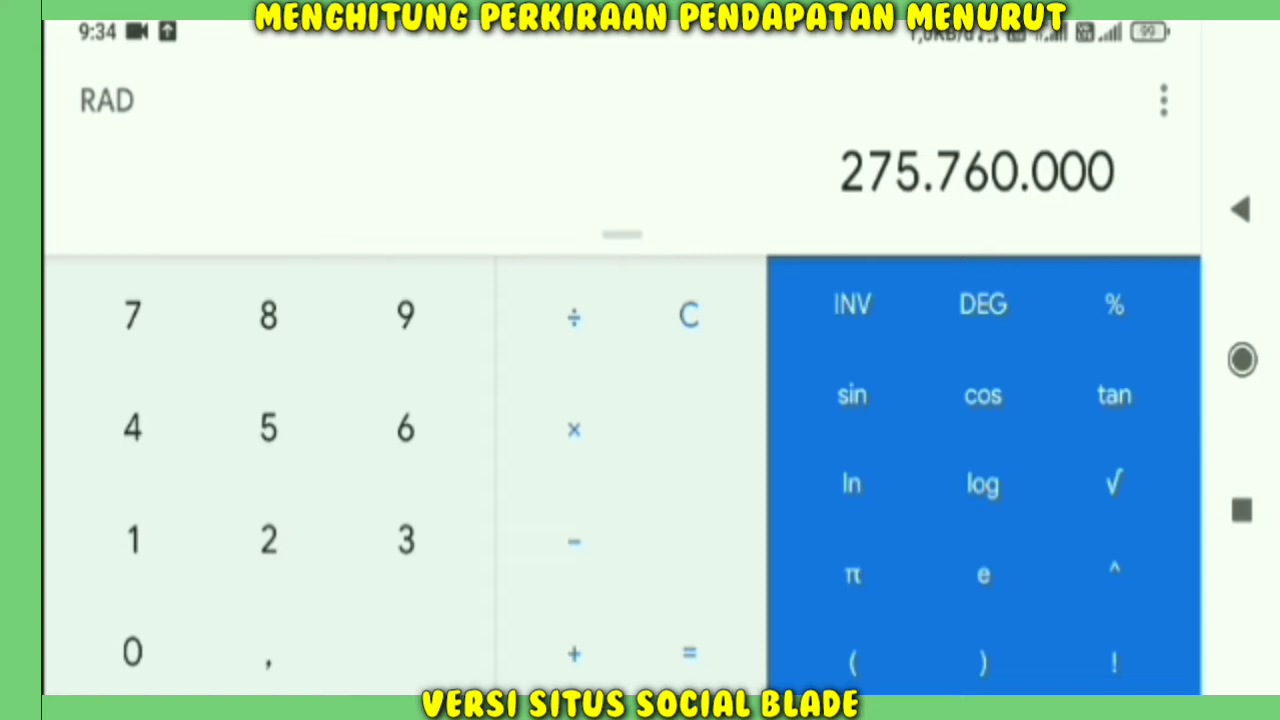 MENGHITUNG PERKIRAAN PENDAPATAN MENURUT
9:34
99
RAD
275.760.000
7 8 9 ÷ C INV DEG %
4 5 6 × sin cos tan
1 2 3 − ln log √
0 , + = π e ^
( ) !
VERSI SITUS SOCIAL BLADE